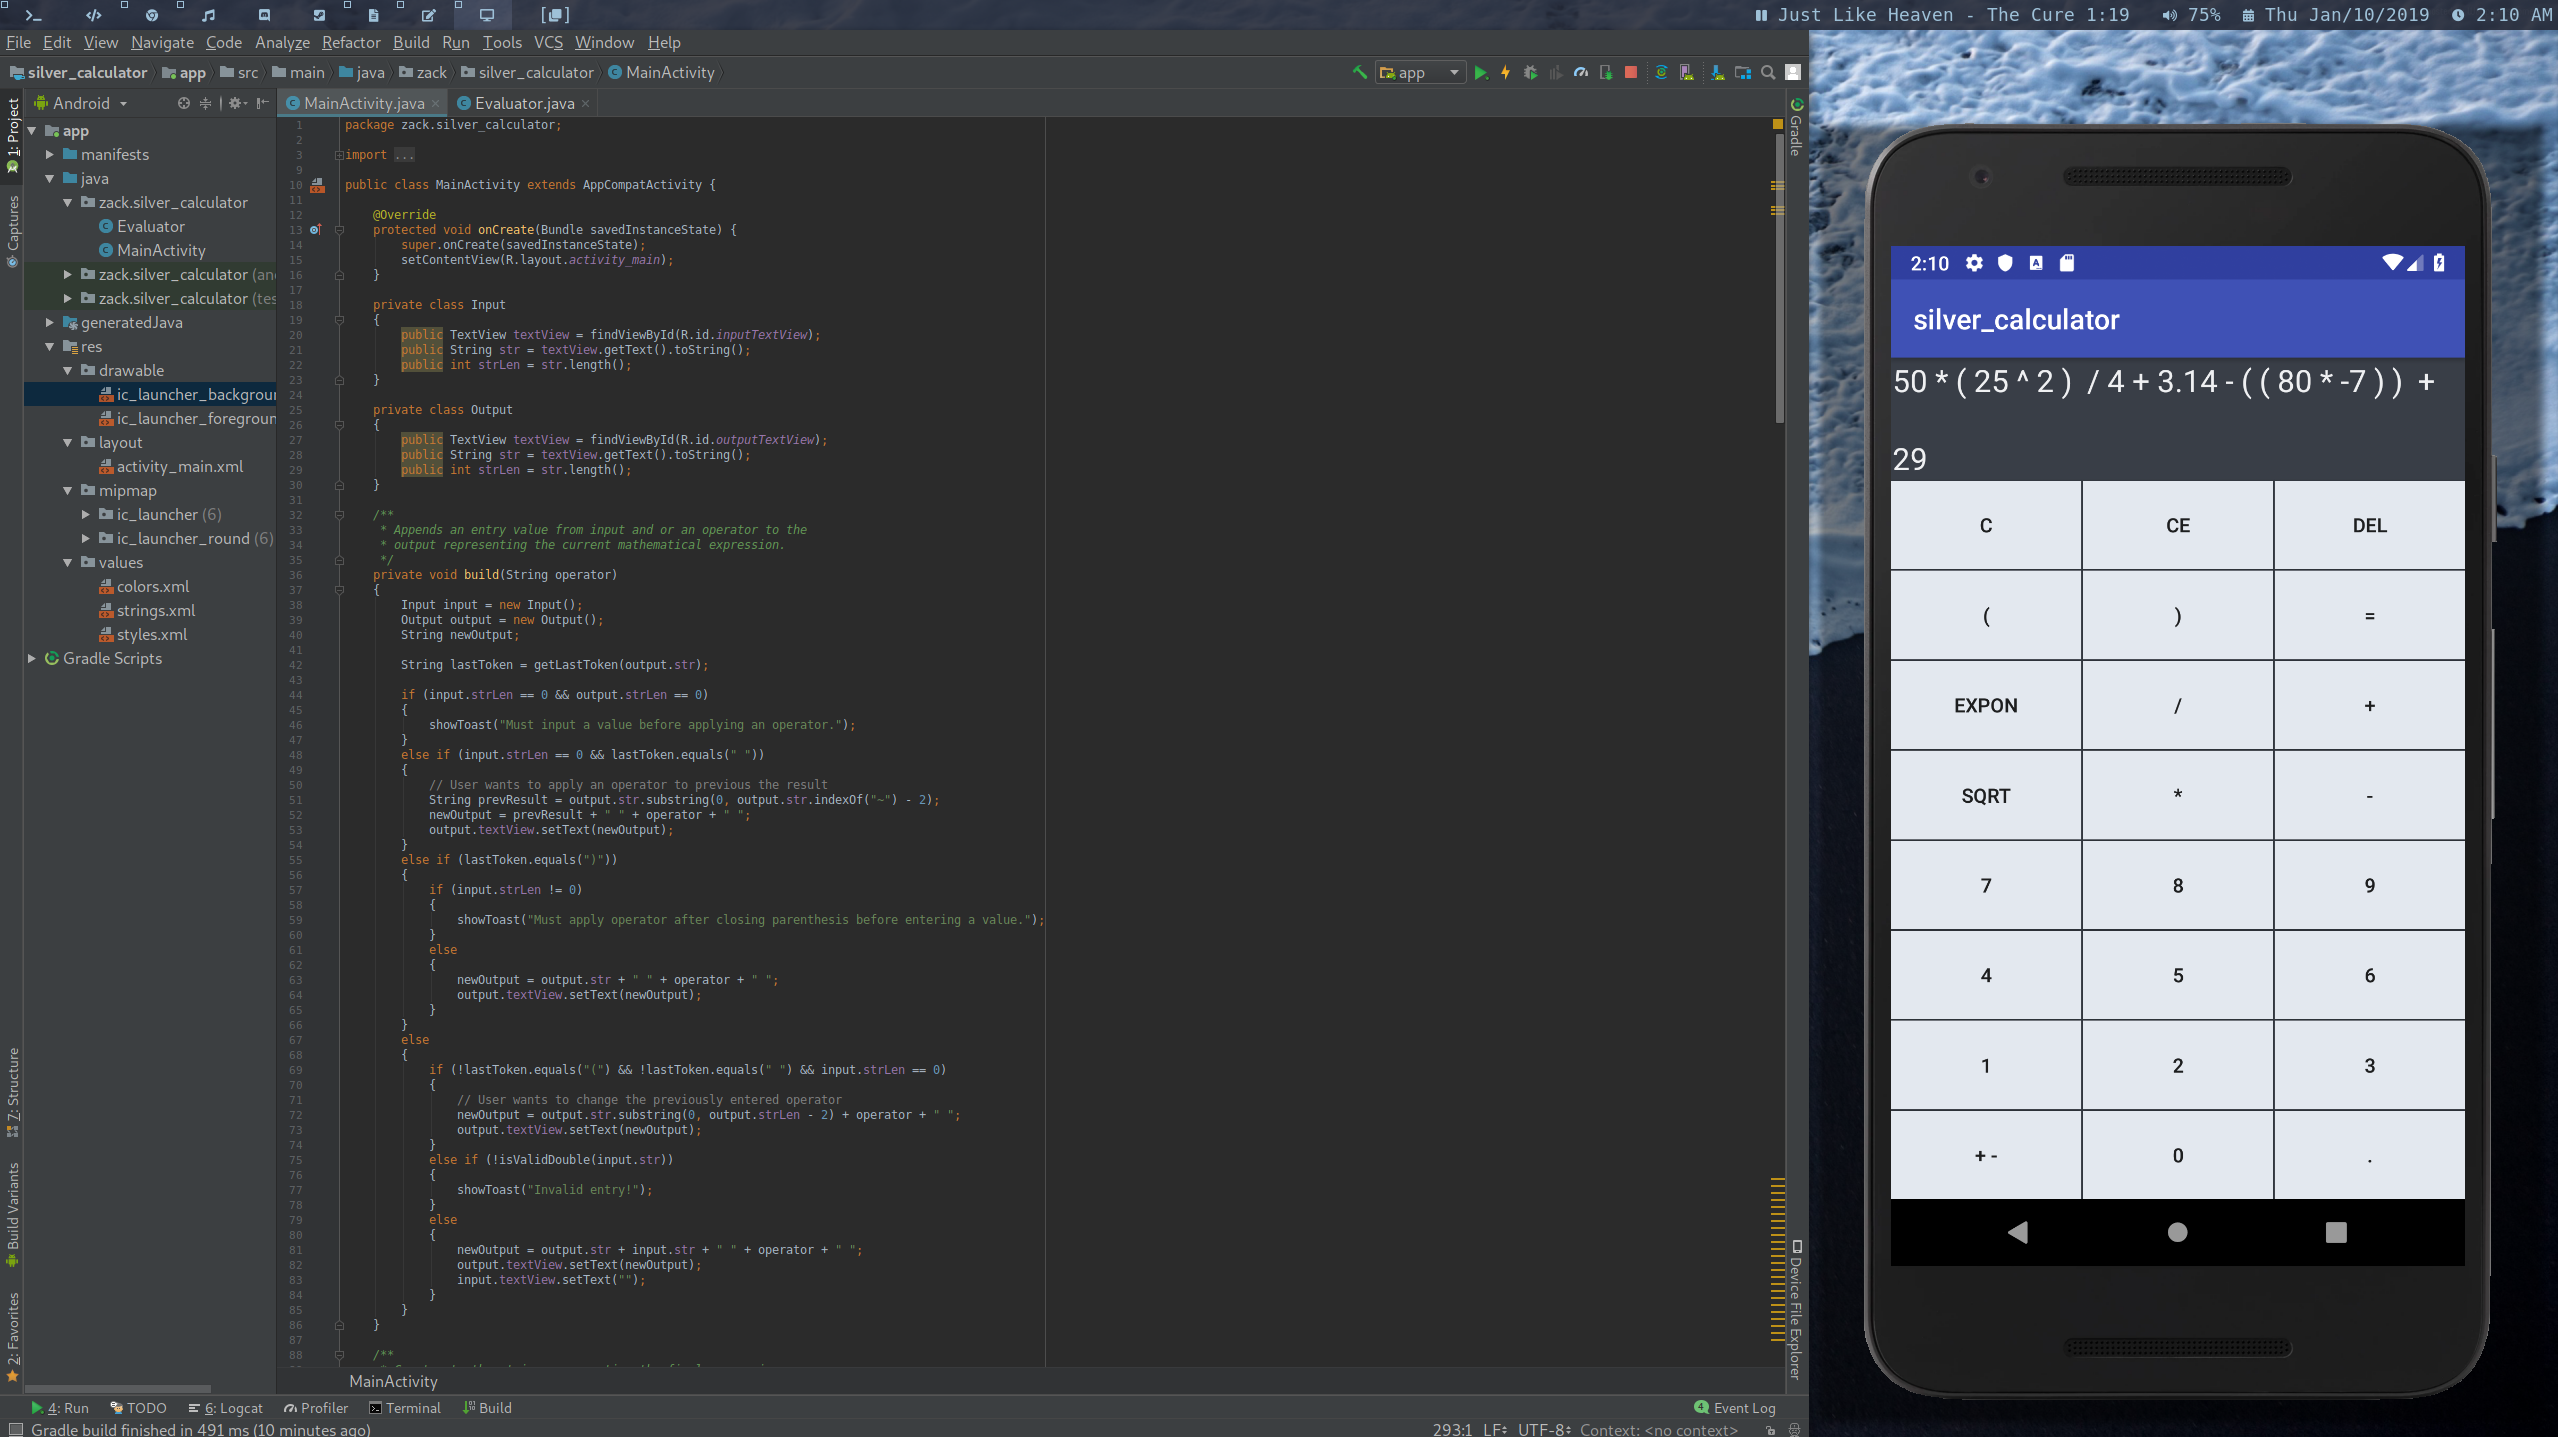 Just Like Heaven - The Cure 1:19 75% Thu Jan/10/2019 2:10 AM
File Edit View Navigate Code Analyze Refactor Build Run Tools VCS Window Help
silver_calculator app src main java zack silver_calculator MainActivity app
1: Project
Captures
7: Structure
Build Variants
2: Favorites
Android
app
manifests
java
zack.silver_calculator
Evaluator
MainActivity
zack.silver_calculator (an
zack.silver_calculator (tes
generatedJava
res
drawable
ic_launcher_backgrour
ic_launcher_foregroun
layout
activity_main.xml
mipmap
ic_launcher (6)
ic_launcher_round (6)
values
colors.xml
strings.xml
styles.xml
Gradle Scripts
MainActivity.java Evaluator.java
1 package zack.silver_calculator;
2
3 import ...
9
10 public class MainActivity extends AppCompatActivity {
11
12 @Override
13 protected void onCreate(Bundle savedInstanceState) {
14 super.onCreate(savedInstanceState);
15 setContentView(R.layout.activity_main);
16 }
17
18 private class Input
19 {
20 public TextView textView = findViewById(R.id.inputTextView);
21 public String str = textView.getText().toString();
22 public int strLen = str.length();
23 }
24
25 private class Output
26 {
27 public TextView textView = findViewById(R.id.outputTextView);
28 public String str = textView.getText().toString();
29 public int strLen = str.length();
30 }
31
32 /**
33 * Appends an entry value from input and or an operator to the
34 * output representing the current mathematical expression.
35 */
36 private void build(String operator)
37 {
38 Input input = new Input();
39 Output output = new Output();
40 String newOutput;
41
42 String lastToken = getLastToken(output.str);
43
44 if (input.strLen == 0 && output.strLen == 0)
45 {
46 showToast("Must input a value before applying an operator.");
47 }
48 else if (input.strLen == 0 && lastToken.equals(" "))
49 {
50 // User wants to apply an operator to previous the result
51 String prevResult = output.str.substring(0, output.str.indexOf("~") - 2);
52 newOutput = prevResult + " " + operator + " ";
53 output.textView.setText(newOutput);
54 }
55 else if (lastToken.equals(")"))
56 {
57 if (input.strLen != 0)
58 {
59 showToast("Must apply operator after closing parenthesis before entering a value.");
60 }
61 else
62 {
63 newOutput = output.str + " " + operator + " ";
64 output.textView.setText(newOutput);
65 }
66 }
67 else
68 {
69 if (!lastToken.equals("(") && !lastToken.equals(" ") && input.strLen == 0)
70 {
71 // User wants to change the previously entered operator
72 newOutput = output.str.substring(0, output.strLen - 2) + operator + " ";
73 output.textView.setText(newOutput);
74 }
75 else if (!isValidDouble(input.str))
76 {
77 showToast("Invalid entry!");
78 }
79 else
80 {
81 newOutput = output.str + input.str + " " + operator + " ";
82 output.textView.setText(newOutput);
83 input.textView.setText("");
84 }
85 }
86 }
87
88 /**
MainActivity
Gradle
Device File Explorer
4: Run TODO 6: Logcat Profiler Terminal Build 4 Event Log
Gradle build finished in 491 ms (10 minutes ago) 293:1 LF UTF-8 Context: <no context>
2:10
silver_calculator
50 * ( 25 ^ 2 ) / 4 + 3.14 - ( ( 80 * -7 ) ) +
29
C CE DEL
( ) =
EXPON / +
SQRT * -
7 8 9
4 5 6
1 2 3
+ - 0 .